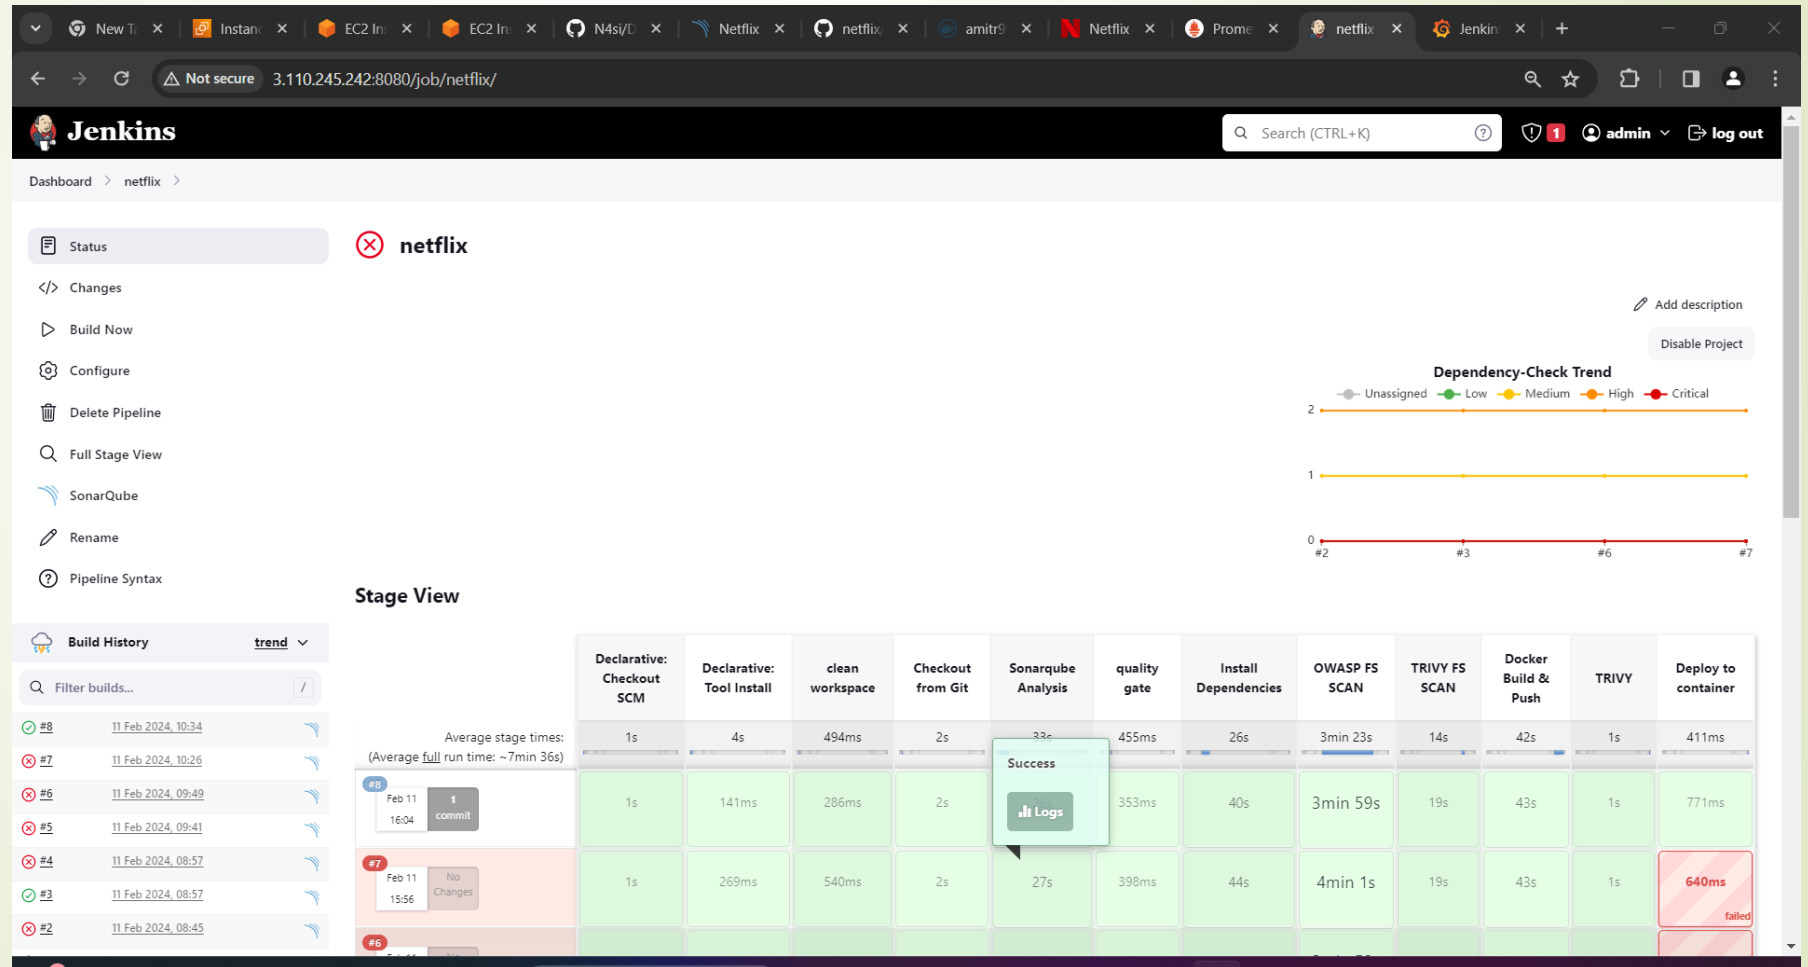 New Ta
Instanc
EC2 Ins
EC2 Ins
N4si/D
Netflix
netflix/
amitr9
Netflix
Prome
netflix
Jenkin
Not secure
3.110.245.242:8080/job/netflix/
Jenkins
Search (CTRL+K)
1
admin
log out
Dashboard
netflix
Status
Changes
Build Now
Configure
Delete Pipeline
Full Stage View
SonarQube
Rename
Pipeline Syntax
netflix
Add description
Disable Project
Dependency-Check Trend
Unassigned Low Medium High Critical
2
1
0
#2 #3 #6 #7
Build History
trend
Filter builds...
/
#8 11 Feb 2024, 10:34
#7 11 Feb 2024, 10:26
#6 11 Feb 2024, 09:49
#5 11 Feb 2024, 09:41
#4 11 Feb 2024, 08:57
#3 11 Feb 2024, 08:57
#2 11 Feb 2024, 08:45
Stage View
Declarative:
Checkout
SCM
Declarative:
Tool Install
clean
workspace
Checkout
from Git
Sonarqube
Analysis
quality
gate
Install
Dependencies
OWASP FS
SCAN
TRIVY FS
SCAN
Docker
Build &
Push
TRIVY
Deploy to
container
Average stage times:
(Average full run time: ~7min 36s)
1s 4s 494ms 2s 33s 455ms 26s 3min 23s 14s 42s 1s 411ms
Success
Logs
#8
Feb 11
16:04
1
commit
1s 141ms 286ms 2s 353ms 40s 3min 59s 19s 43s 1s 771ms
#7
Feb 11
15:56
No
Changes
1s 269ms 540ms 2s 27s 398ms 44s 4min 1s 19s 43s 1s 640ms
failed
#6